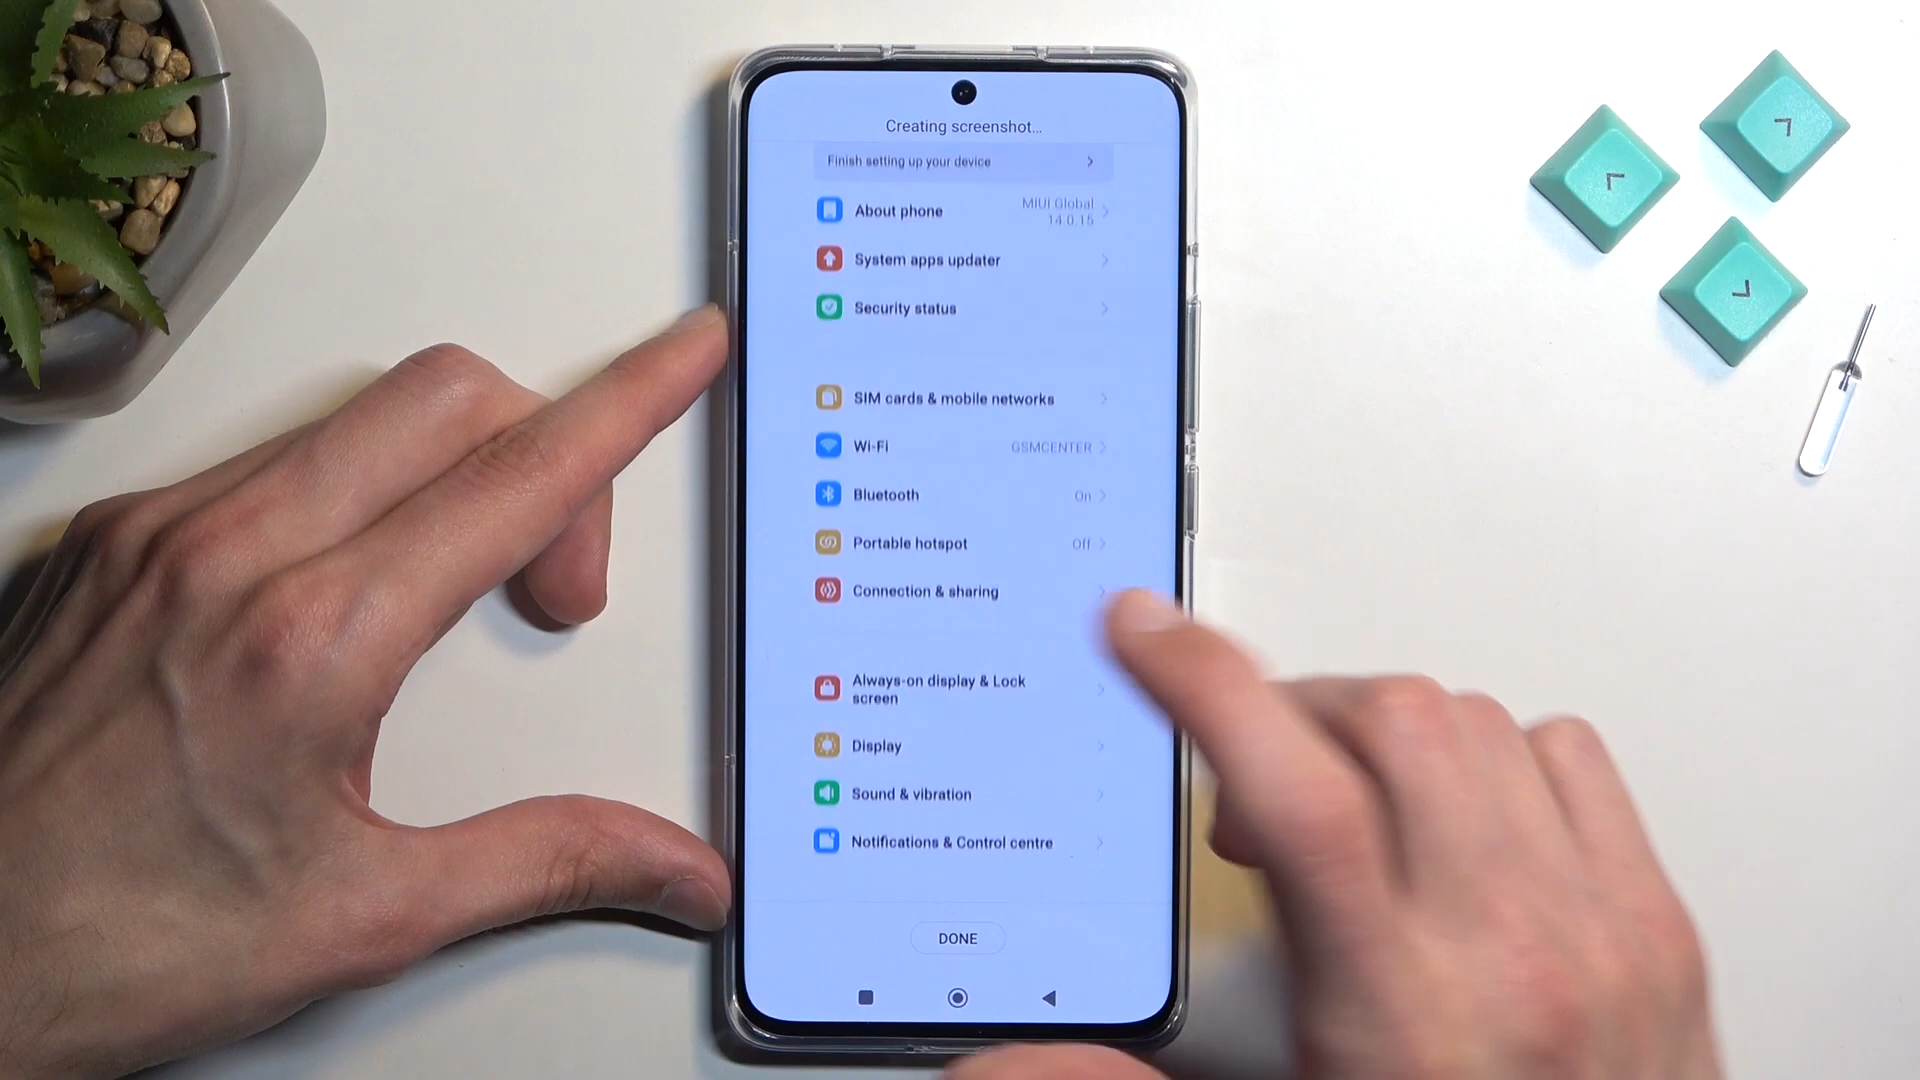 Creating screenshot...
Finish setting up your device
About phone
MIUI Global
14.0.15
System apps updater
Security status
SIM cards & mobile networks
Wi-Fi
GSMCENTER
Bluetooth
On
Portable hotspot
Off
Connection & sharing
Always-on display & Lock
screen
Display
Sound & vibration
Notifications & Control centre
DONE